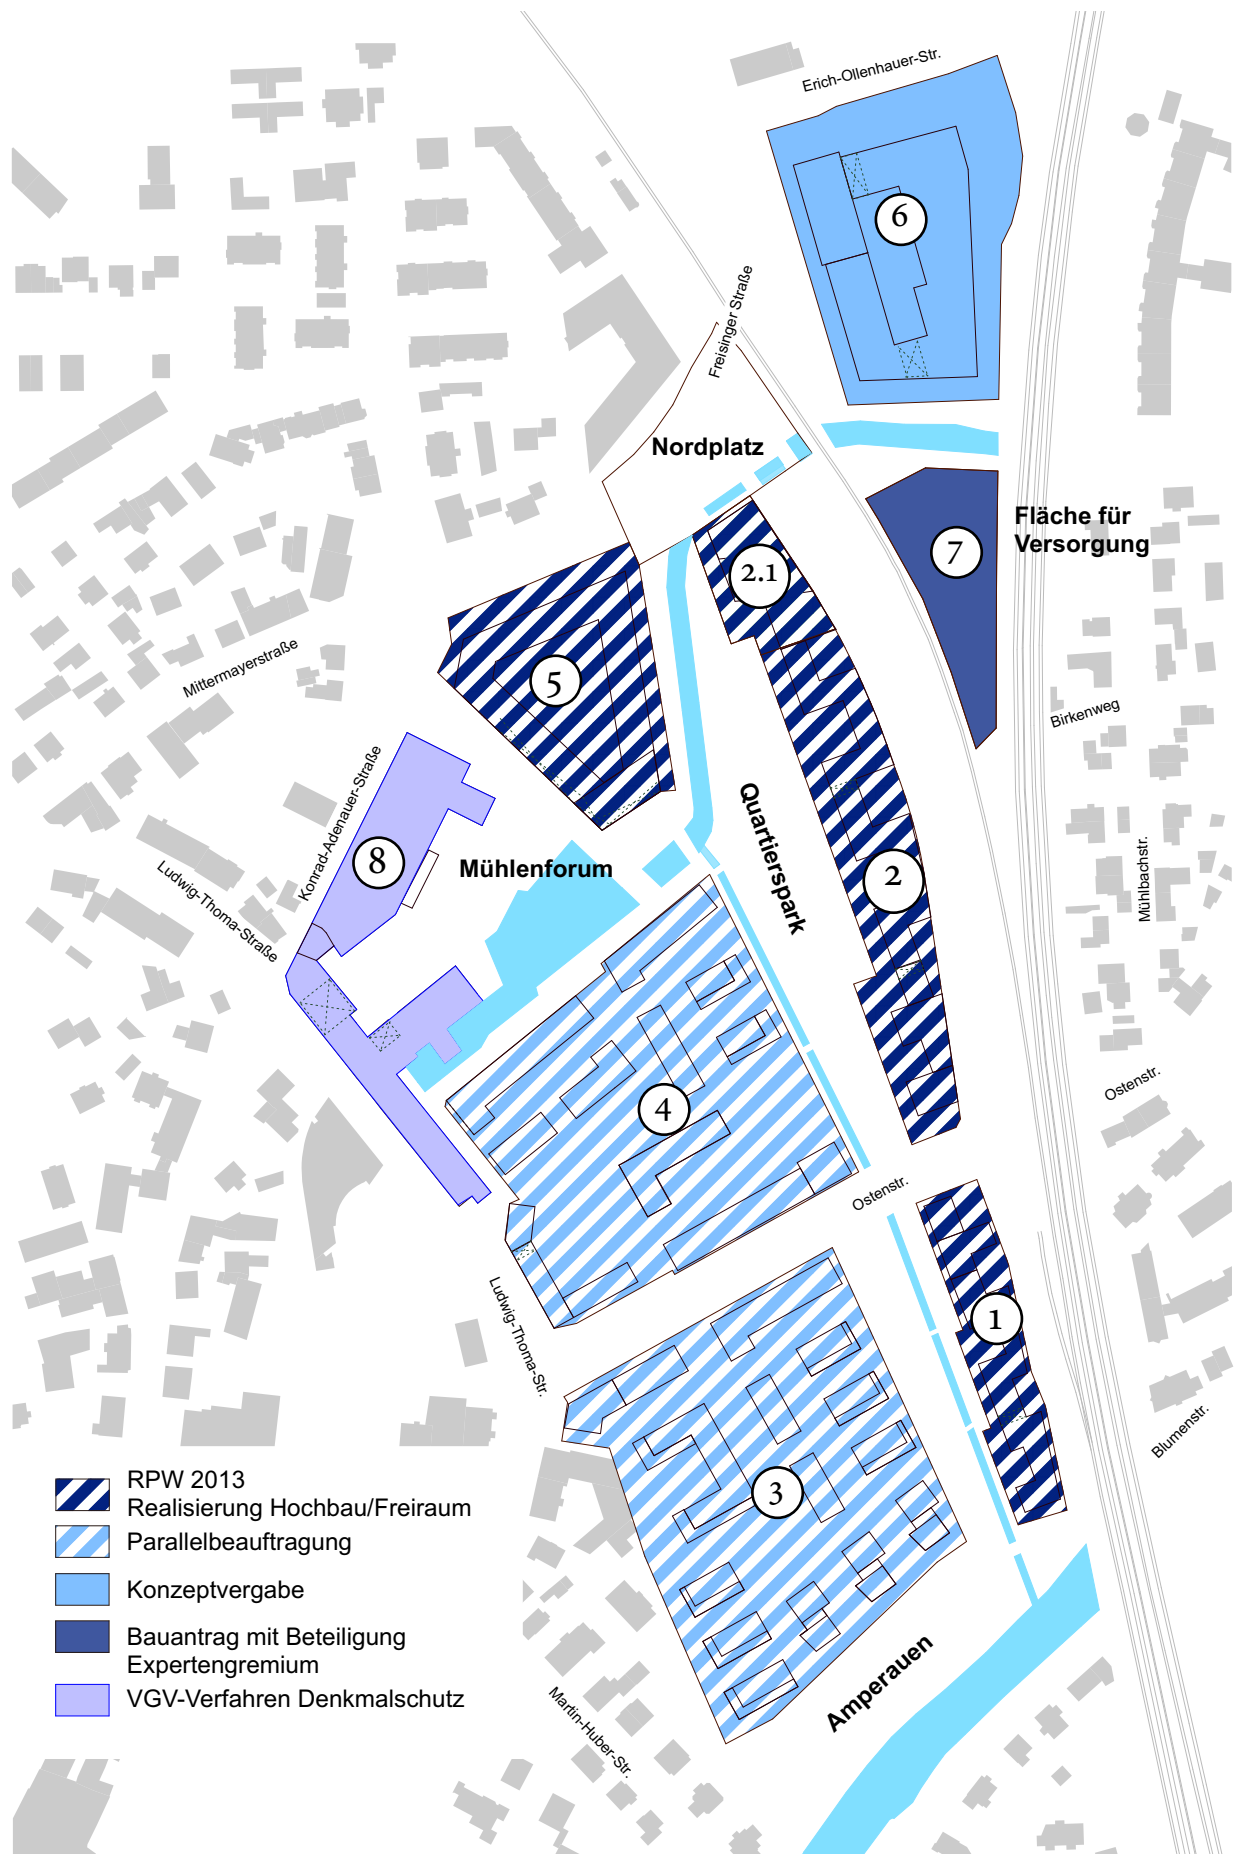 Erich-Ollenhauer-Str.
6
Freisinger Straße
Nordplatz
Fläche für
Versorgung
7
2.1
5
Mittermayerstraße
Birkenweg
Konrad-Adenauer-Straße
Quartierspark
8
Mühlenforum
2
Mühlbachstr.
Ludwig-Thoma-Straße
4
Ostenstr.
Ostenstr.
Ludwig-Thoma-Str.
1
Blumenstr.
3
RPW 2013
Realisierung Hochbau/Freiraum
Parallelbeauftragung
Konzeptvergabe
Bauantrag mit Beteiligung
Expertengremium
VGV-Verfahren Denkmalschutz
Amperauen
Martin-Huber-Str.